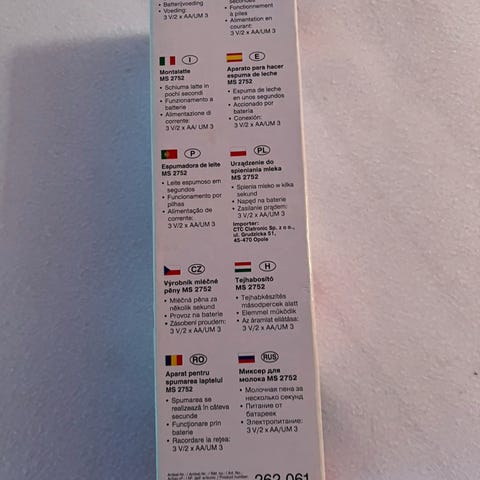 Batterijvoeding
• Voeding:
3 V/2 x AA/UM 3
secondes
• Fonctionnement
à piles
• Alimentation en
courant:
3 V/2 x AA/UM 3
I
Montalatte
MS 2752
• Schiuma latte in
pochi secondi
• Funzionamento a
batterie
• Alimentazione di
corrente:
3 V/2 x AA/ UM 3
E
Aparato para hacer
espuma de leche
MS 2752
• Espuma de leche
en unos segundos
• Accionado por
batería
• Conexión:
3 V/2 x AA/UM 3
P
Espumadora de leite
MS 2752
• Leite espumoso em
segundos
• Funcionamento por
pilhas
• Alimentação de
corrente:
3 V/2 x AA/UM 3
PL
Urządzenie do
spieniania mleka
MS 2752
• Spienia mleko w kilka
sekund
• Napęd na baterie
• Zasilanie prądem:
3 V/2 x AA/UM 3
Importer:
CTC Clatronic Sp. z o o.,
ul. Grudzicka 51,
45-470 Opole
CZ
Výrobník mléčné
pěny MS 2752
• Mléčná pěna za
několik sekund
• Provoz na baterie
• Zásobení proudem:
3 V/2 x AA/UM 3
H
Tejhabosító
MS 2752
• Tejhabkészítés
másodpercek alatt
• Elemmel működik
• Az áramlat ellátása:
3 V/2 x AA/UM 3
RO
Aparat pentru
spumarea laptelui
MS 2752
• Spumarea se
realizează în câteva
secunde
• Funcţionare prin
baterie
• Racordare la reţea:
3 V/2 x AA/UM 3
RUS
Миксер для
молока MS 2752
• Молочная пена за
несколько секунд
• Питание от
батареек
• Электропитание:
3 V/2 x AA/UM 3
262 061